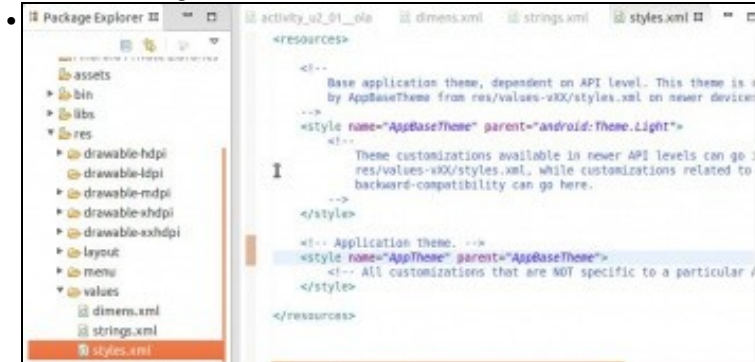 Package Explorer
assets
bin
libs
res
drawable-hdpi
drawable-ldpi
drawable-mdpi
drawable-xhdpi
drawable-xxhdpi
layout
menu
values
dimens.xml
strings.xml
styles.xml
activity_u2_01__ola dimens.xml strings.xml styles.xml
<resources>
<!--
Base application theme, dependent on API level. This theme is
by AppBaseTheme from res/values-vXX/styles.xml on newer device
-->
<style name="AppBaseTheme" parent="android:Theme.Light">
<!--
Theme customizations available in newer API levels can go
res/values-vXX/styles.xml, while customizations related to
backward-compatibility can go here.
-->
</style>
<!-- Application theme. -->
<style name="AppTheme" parent="AppBaseTheme">
<!-- All customizations that are NOT specific to a particular
</style>
</resources>